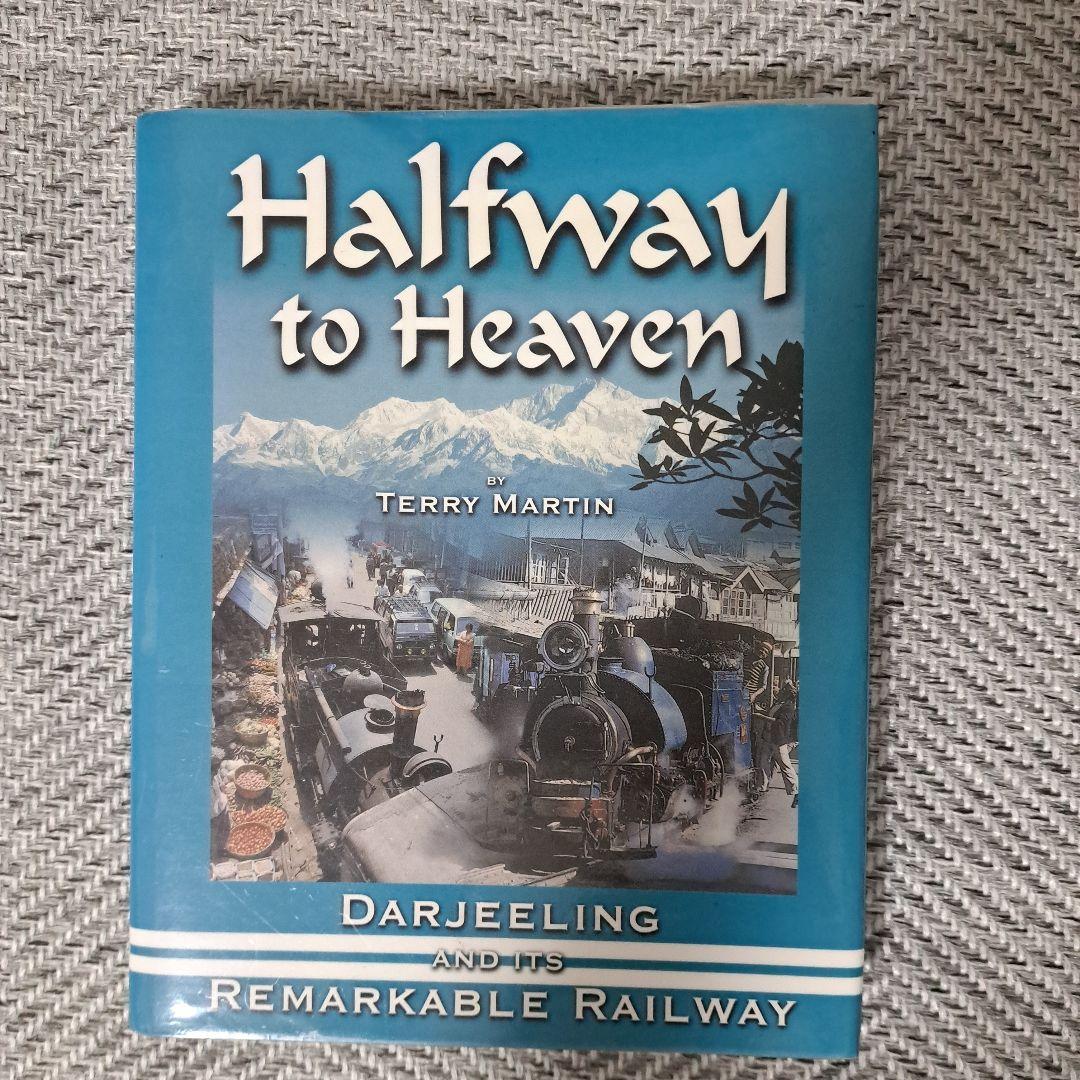 Halfway
to Heaven
BY
TERRY MARTIN
DARJEELING
AND ITS
REMARKABLE RAILWAY